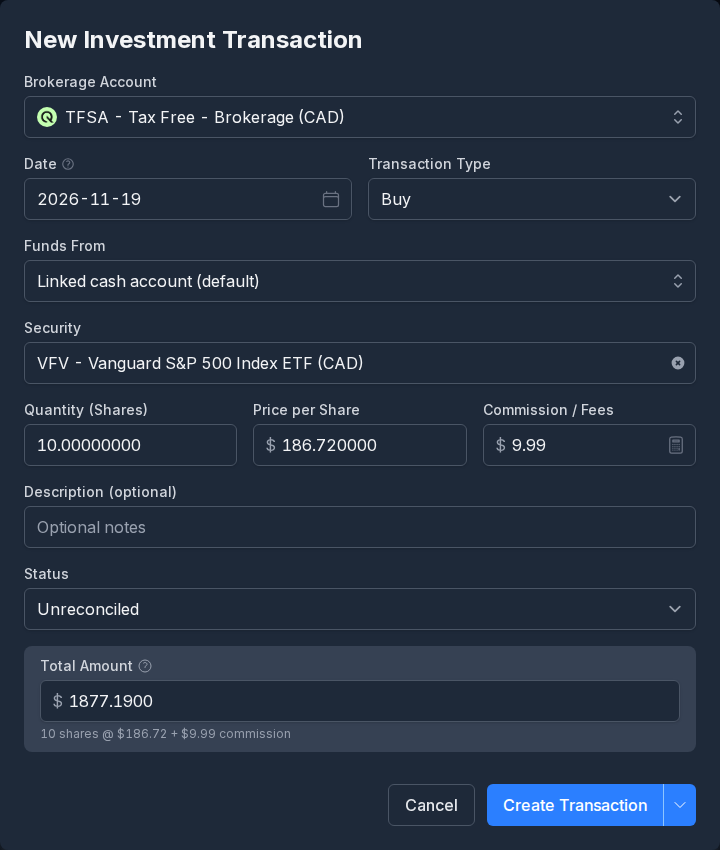 New Investment Transaction
Brokerage Account
TFSA - Tax Free - Brokerage (CAD)
Date
Transaction Type
2026-11-19
Buy
Funds From
Linked cash account (default)
Security
VFV - Vanguard S&P 500 Index ETF (CAD)
Quantity (Shares)
Price per Share
Commission / Fees
10.00000000
$ 186.720000
$ 9.99
Description (optional)
Optional notes
Status
Unreconciled
Total Amount
$ 1877.1900
10 shares @ $186.72 + $9.99 commission
Cancel
Create Transaction